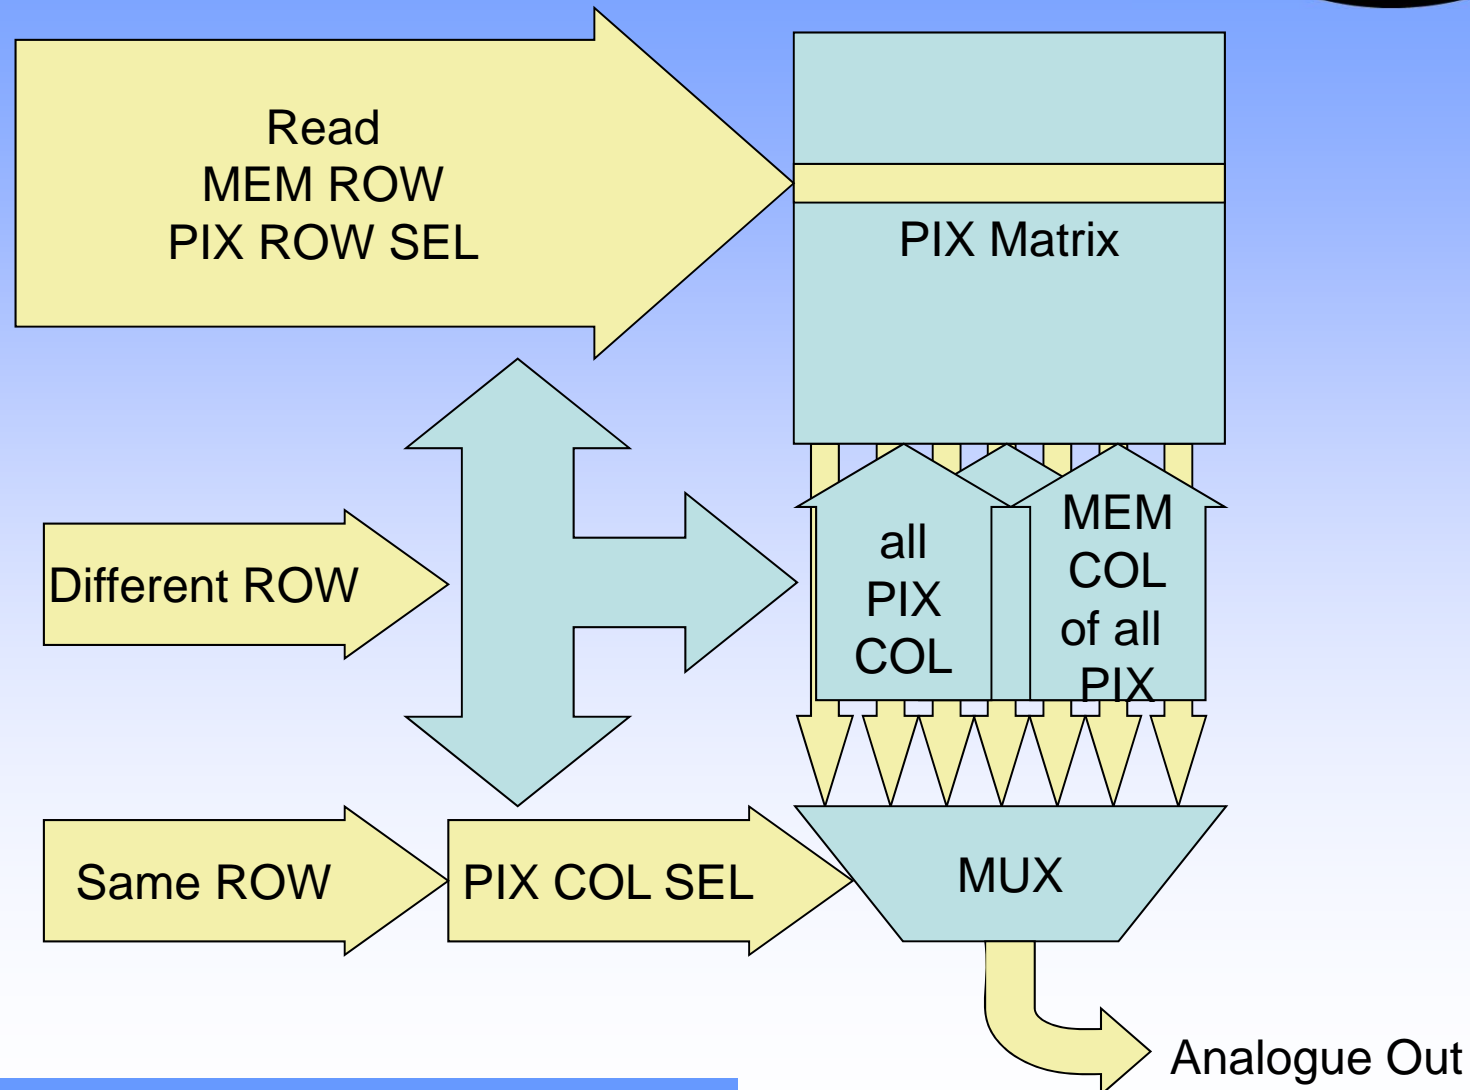 Read
MEM ROW
PIX ROW SEL
PIX Matrix
Different ROW
all
PIX
COL
MEM
COL
of all
PIX
Same ROW
PIX COL SEL
MUX
Analogue Out